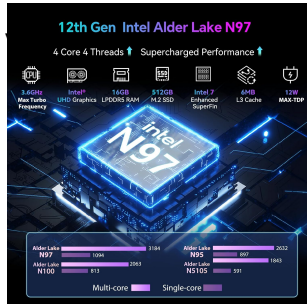 12th Gen Intel Alder Lake N97
4 Core 4 Threads Supercharged Performance
CPU
SSD
3.6GHz Max Turbo Frequency
Intel® UHD Graphics
16GB LPDDR5 RAM
512GB M.2 SSD
Intel 7 Enhanced SuperFin
6MB L3 Cache
12W MAX-TDP
intel
N97
Alder Lake N97 3184 1094
Alder Lake N95 2632 897
Alder Lake N100 2063 813
Alder Lake N5105 1843 591
Multi-core Single-core